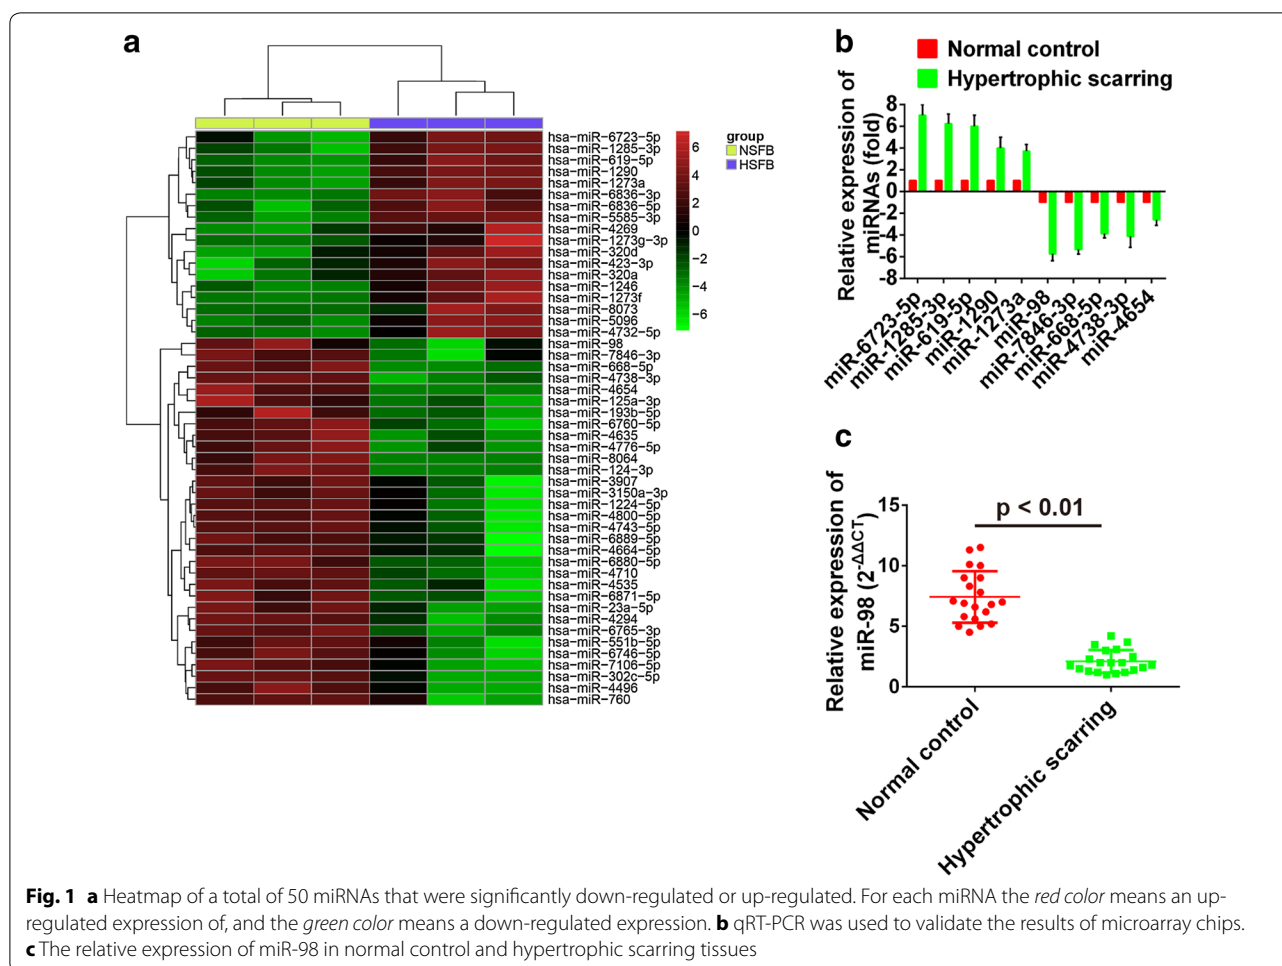 a
group
NSFB
HSFB
6
4
2
0
−2
−4
−6
hsa−miR−6723−5p
hsa−miR−1285−3p
hsa−miR−619−5p
hsa−miR−1290
hsa−miR−1273a
hsa−miR−6836−3p
hsa−miR−6836−5p
hsa−miR−5585−3p
hsa−miR−4269
hsa−miR−1273g−3p
hsa−miR−320d
hsa−miR−423−3p
hsa−miR−320a
hsa−miR−1246
hsa−miR−1273f
hsa−miR−8073
hsa−miR−5096
hsa−miR−4732−5p
hsa−miR−98
hsa−miR−7846−3p
hsa−miR−668−5p
hsa−miR−4738−3p
hsa−miR−4654
hsa−miR−125a−3p
hsa−miR−193b−5p
hsa−miR−6760−5p
hsa−miR−4635
hsa−miR−4776−5p
hsa−miR−8064
hsa−miR−124−3p
hsa−miR−3907
hsa−miR−3150a−3p
hsa−miR−1224−5p
hsa−miR−4800−5p
hsa−miR−4743−5p
hsa−miR−6889−5p
hsa−miR−4664−5p
hsa−miR−6880−5p
hsa−miR−4710
hsa−miR−4535
hsa−miR−6871−5p
hsa−miR−23a−5p
hsa−miR−4294
hsa−miR−6765−3p
hsa−miR−551b−5p
hsa−miR−6746−5p
hsa−miR−7106−5p
hsa−miR−302c−5p
hsa−miR−4496
hsa−miR−760
b
Normal control
Hypertrophic scarring
Relative expression of
miRNAs (fold)
8
6
4
2
0
-2
-4
-6
-8
miR-6723-5p
miR-1285-3p
miR-619-5p
miR-1290
miR-1273a
miR-98
miR-7846-3p
miR-668-5p
miR-4738-3p
miR-4654
c
Relative expression of
miR-98 (2-ΔΔCT)
15
10
5
0
p < 0.01
Normal control
Hypertrophic scarring
Fig. 1 a Heatmap of a total of 50 miRNAs that were significantly down-regulated or up-regulated. For each miRNA the red color means an up-
regulated expression of, and the green color means a down-regulated expression. b qRT-PCR was used to validate the results of microarray chips.
c The relative expression of miR-98 in normal control and hypertrophic scarring tissues